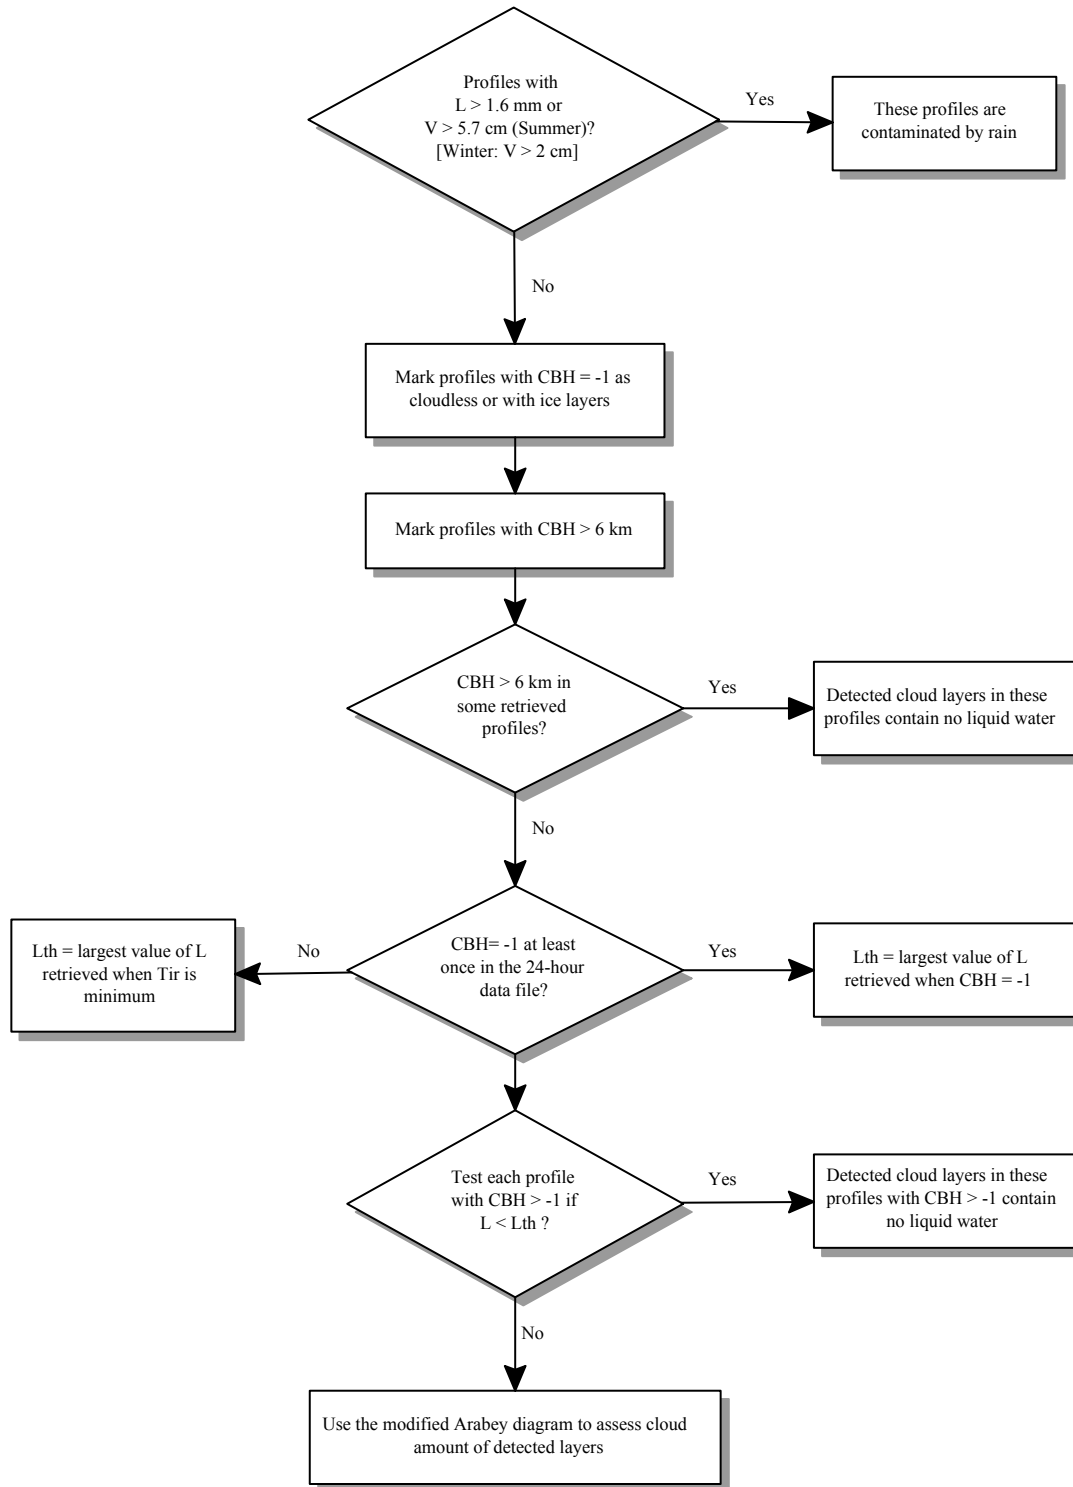 Profiles with
L > 1.6 mm or
V > 5.7 cm (Summer)?
[Winter: V > 2 cm]
Yes
These profiles are
contaminated by rain
No
Mark profiles with CBH = -1 as
cloudless or with ice layers
Mark profiles with CBH > 6 km
CBH > 6 km in
some retrieved
profiles?
Yes
Detected cloud layers in these
profiles contain no liquid water
No
CBH= -1 at least
once in the 24-hour
data file?
No
Lth = largest value of L
retrieved when Tir is
minimum
Yes
Lth = largest value of L
retrieved when CBH = -1
Test each profile
with CBH > -1 if
L < Lth ?
Yes
Detected cloud layers in these
profiles with CBH > -1 contain
no liquid water
No
Use the modified Arabey diagram to assess cloud
amount of detected layers